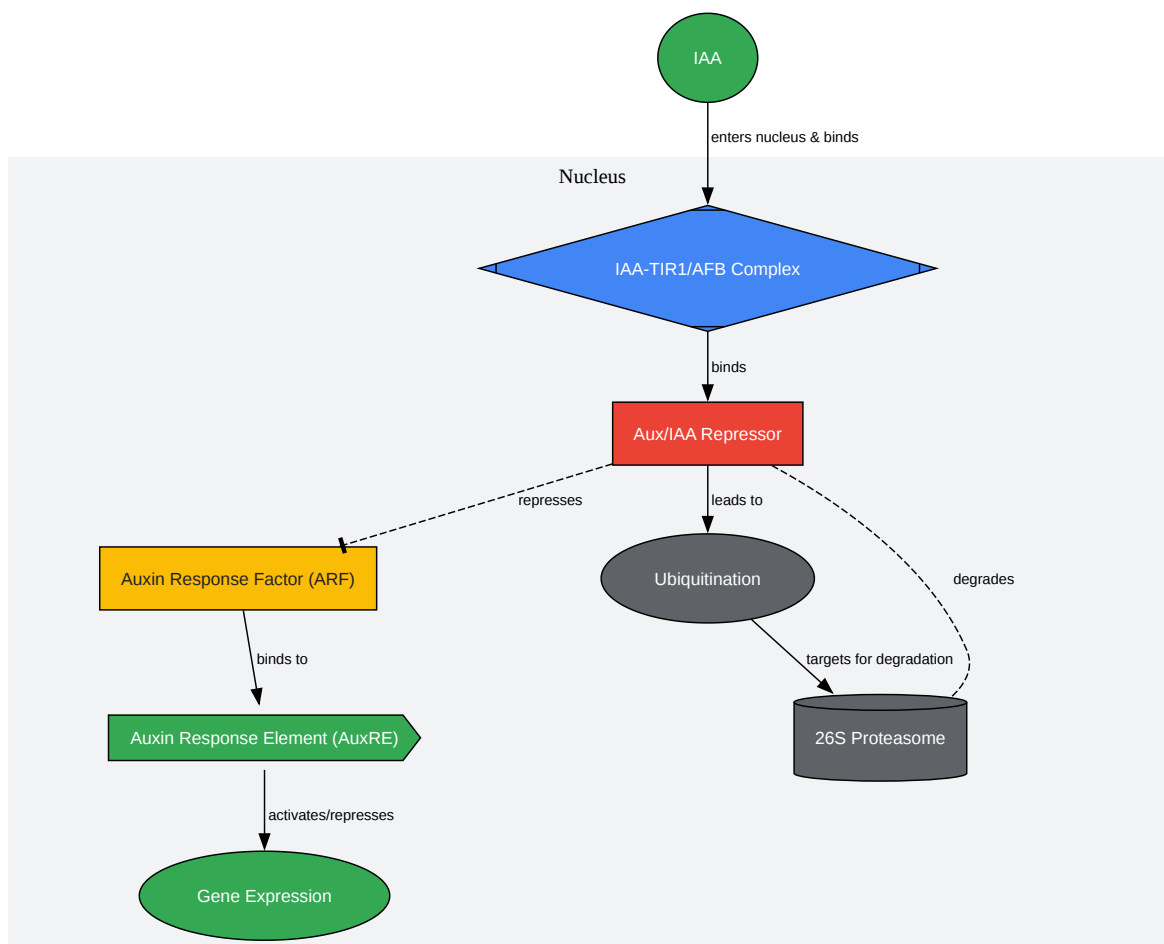 IAA
enters nucleus & binds
Nucleus
IAA-TIR1/AFB Complex
binds
Aux/IAA Repressor
represses
leads to
Auxin Response Factor (ARF)
Ubiquitination
degrades
binds to
targets for degradation
Auxin Response Element (AuxRE)
26S Proteasome
activates/represses
Gene Expression